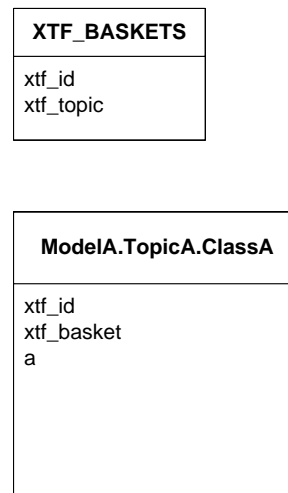 XTF_BASKETS
xtf_id
xtf_topic
ModelA.TopicA.ClassA
xtf_id
xtf_basket
a